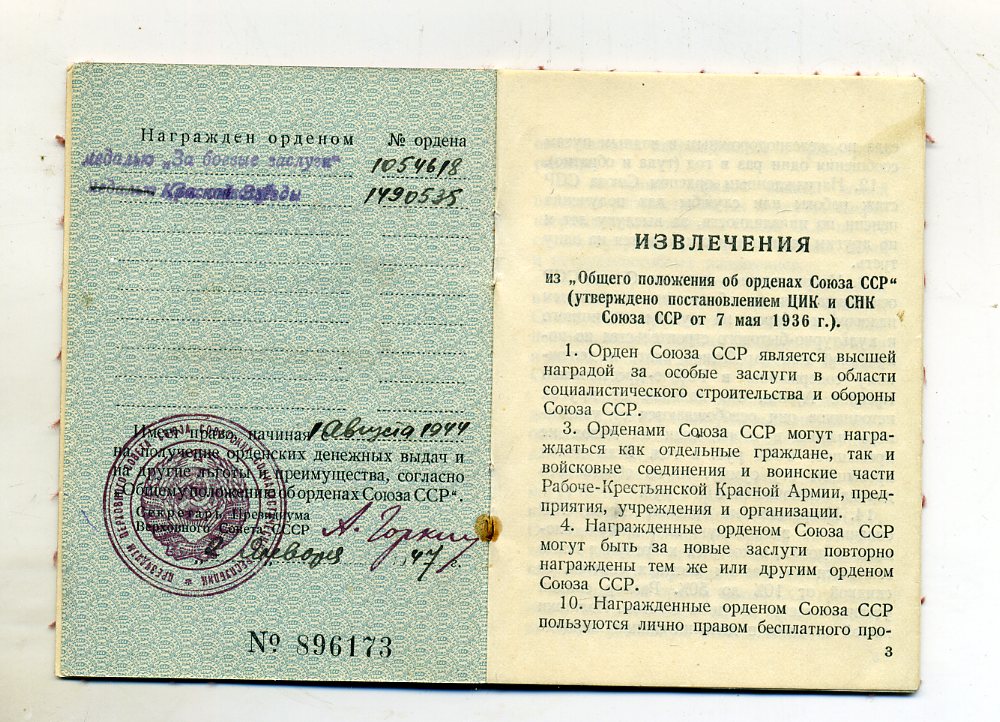 Награжден орденом № ордена
медалью „За боевые заслуги“ 1054618
медалью Красной Звезды 1490535
Имеет право, начиная 1 Августа 1944
на получение орденских денежных выдач и
на другие льготы и преимущества, согласно
„Общему положению об орденах Союза ССР“.
Секретарь Президиума
Верховного Совета СССР А. Горкин
„2“ Января 47 г.
№ 896173
ИЗВЛЕЧЕНИЯ
из „Общего положения об орденах Союза ССР“
(утверждено постановлением ЦИК и СНК
Союза ССР от 7 мая 1936 г.).
1. Орден Союза ССР является высшей
наградой за особые заслуги в области
социалистического строительства и обороны
Союза ССР.
3. Орденами Союза ССР могут награ-
ждаться как отдельные граждане, так и
войсковые соединения и воинские части
Рабоче-Крестьянской Красной Армии, пред-
приятия, учреждения и организации.
4. Награжденные орденом Союза ССР
могут быть за новые заслуги повторно
награждены тем же или другим орденом
Союза ССР.
10. Награжденные орденом Союза ССР
пользуются лично правом бесплатного про-
3